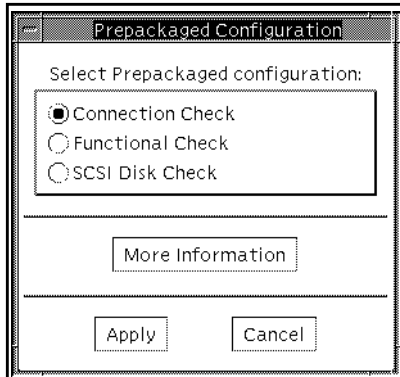 Prepackaged Configuration
Select Prepackaged configuration:
Connection Check
Functional Check
SCSI Disk Check
More Information
Apply Cancel